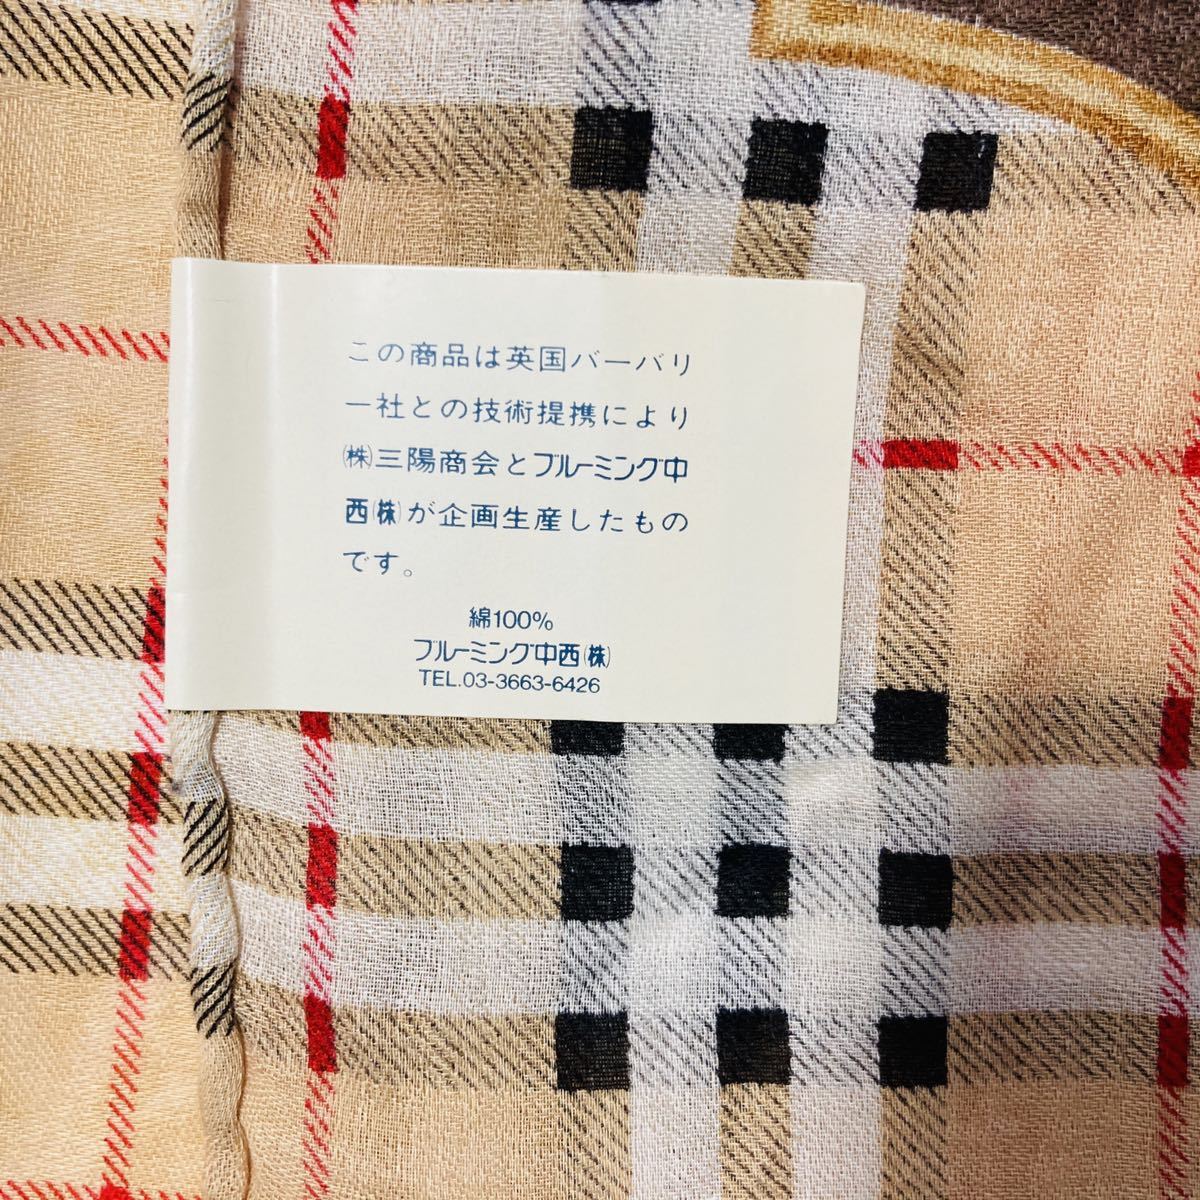 この商品は英国バーバリ
ー社との技術提携により
㈱三陽商会とブルーミング中
西㈱が企画生産したもの
です。
綿100%
ブルーミング中西㈱
TEL.03-3663-6426